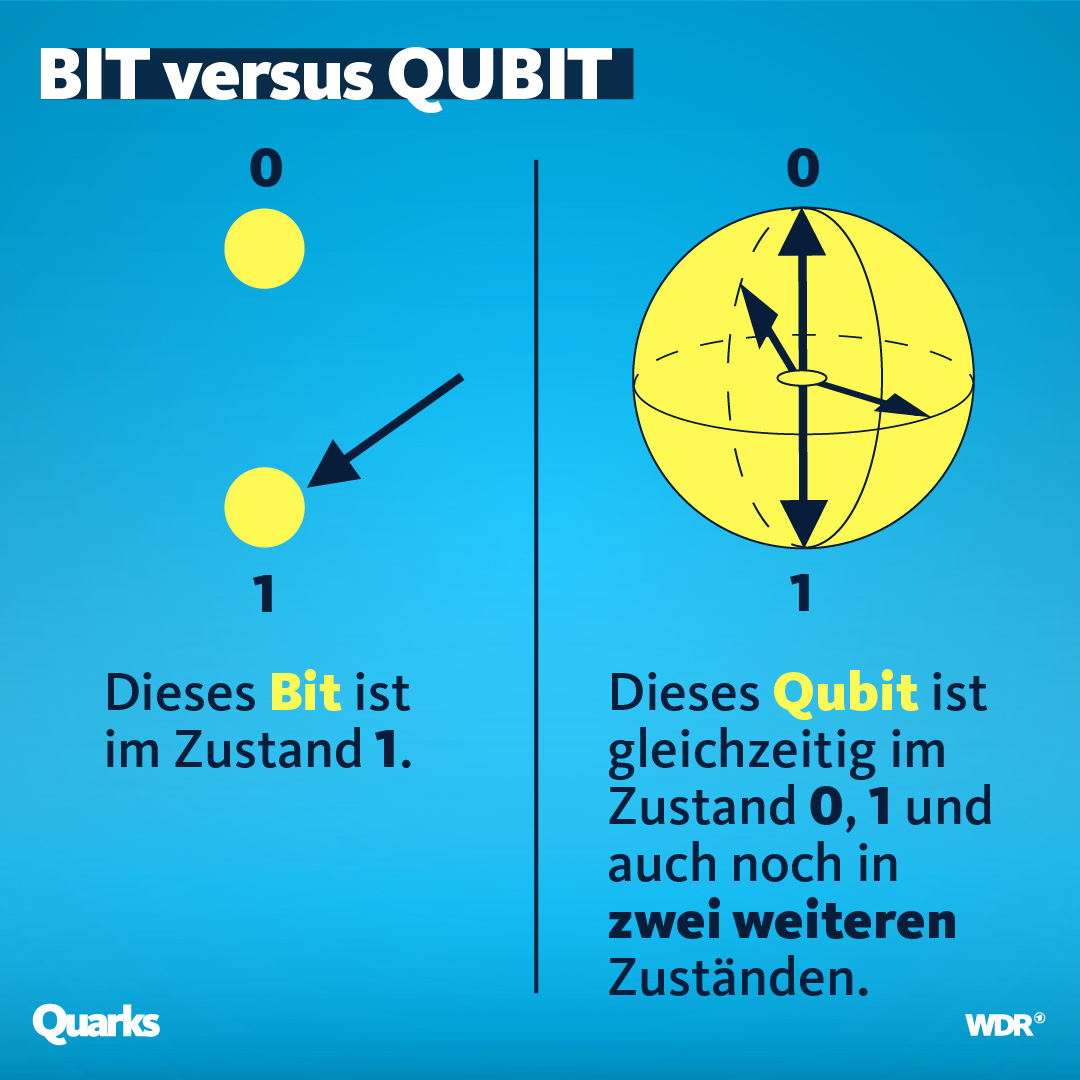 BIT versus QUBIT
0
1
Dieses Bit ist
im Zustand 1.
0
1
Dieses Qubit ist
gleichzeitig im
Zustand 0, 1 und
auch noch in
zwei weiteren
Zuständen.
Quarks
WDR